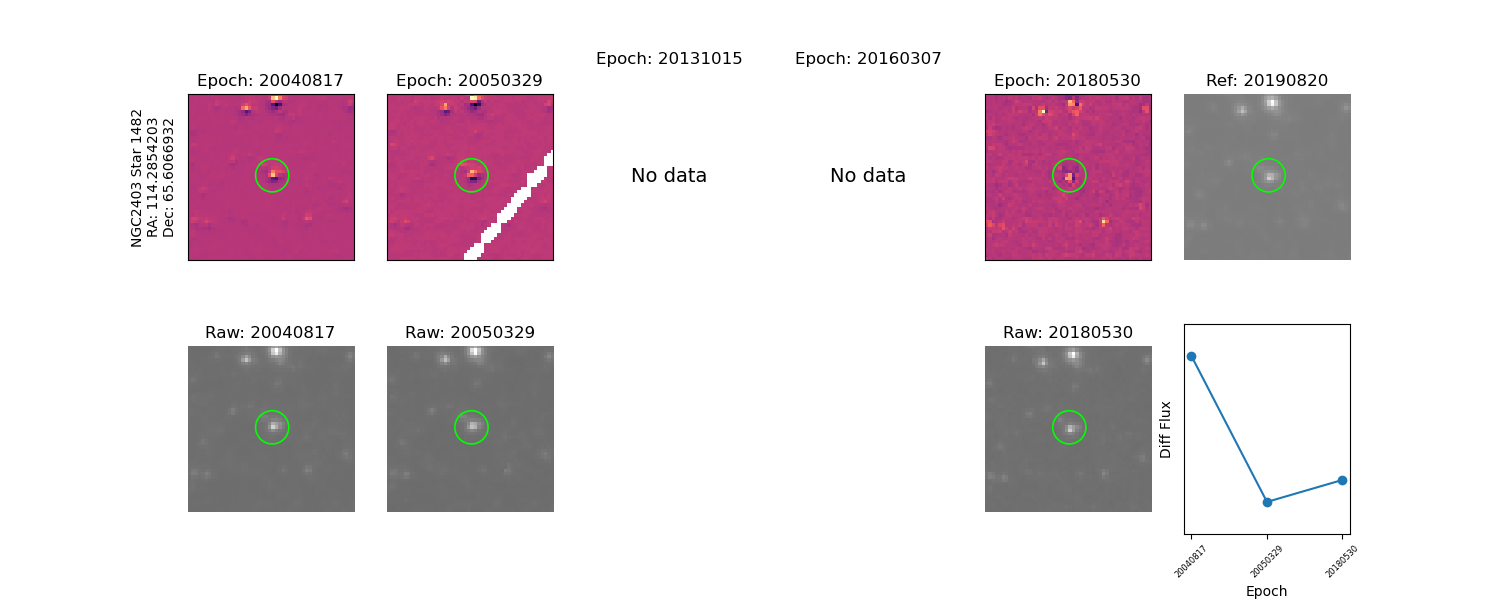 Epoch: 20040817
Epoch: 20050329
Epoch: 20131015
Epoch: 20160307
Epoch: 20180530
Ref: 20190820
NGC2403 Star 1482
RA: 114.2854203
Dec: 65.6066932
No data
No data
Raw: 20040817
Raw: 20050329
Raw: 20180530
Diff Flux
20040817
20050329
20180530
Epoch